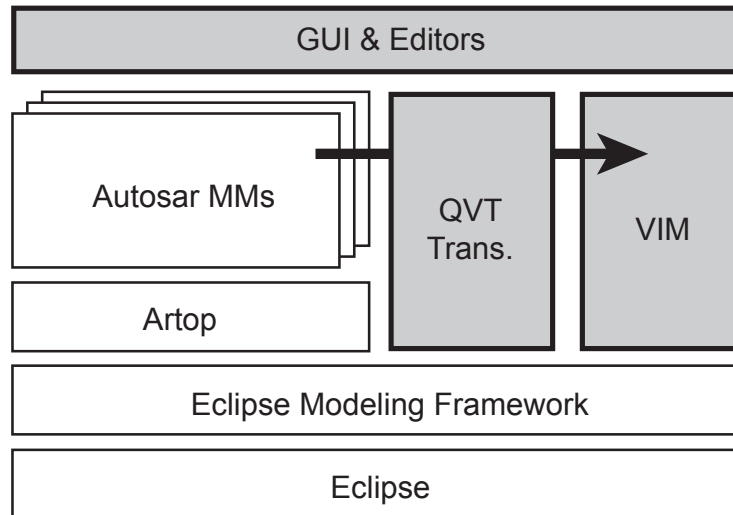 GUI & Editors
Autosar MMs
QVT
Trans.
VIM
Artop
Eclipse Modeling Framework
Eclipse